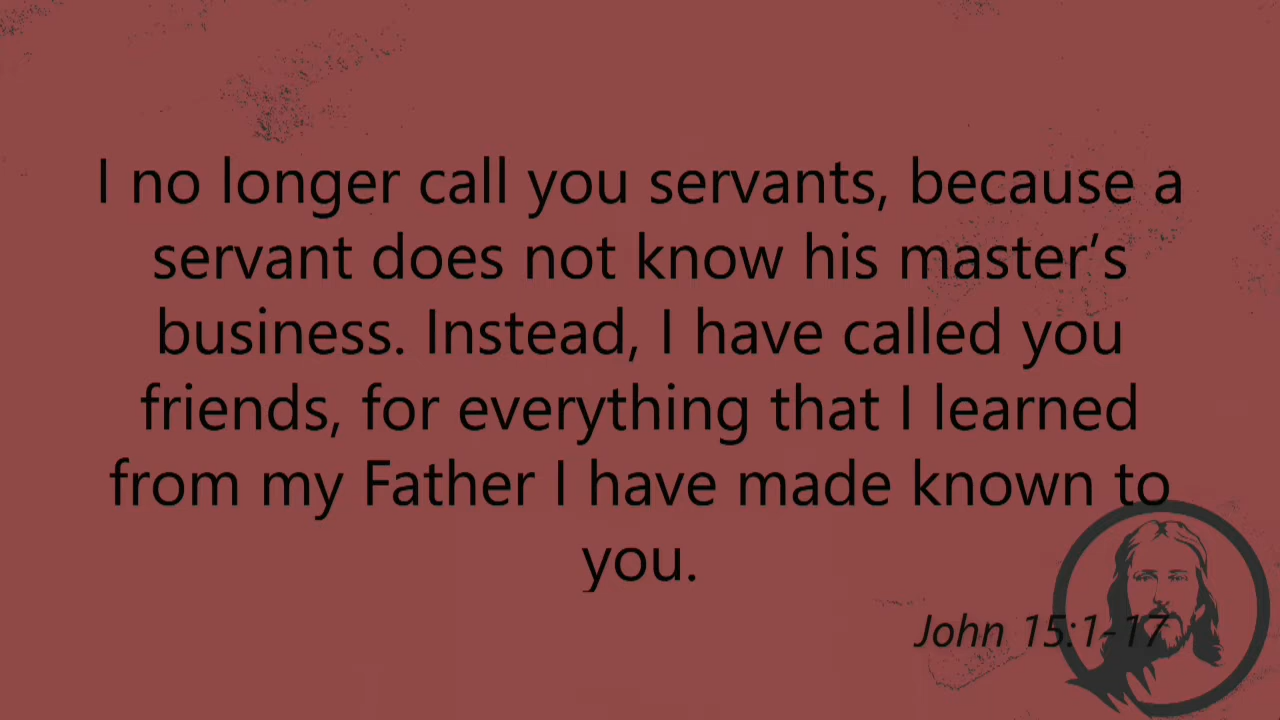 I no longer call you servants, because a
servant does not know his master’s
business. Instead, I have called you
friends, for everything that I learned
from my Father I have made known to
you.
John 15:1-17